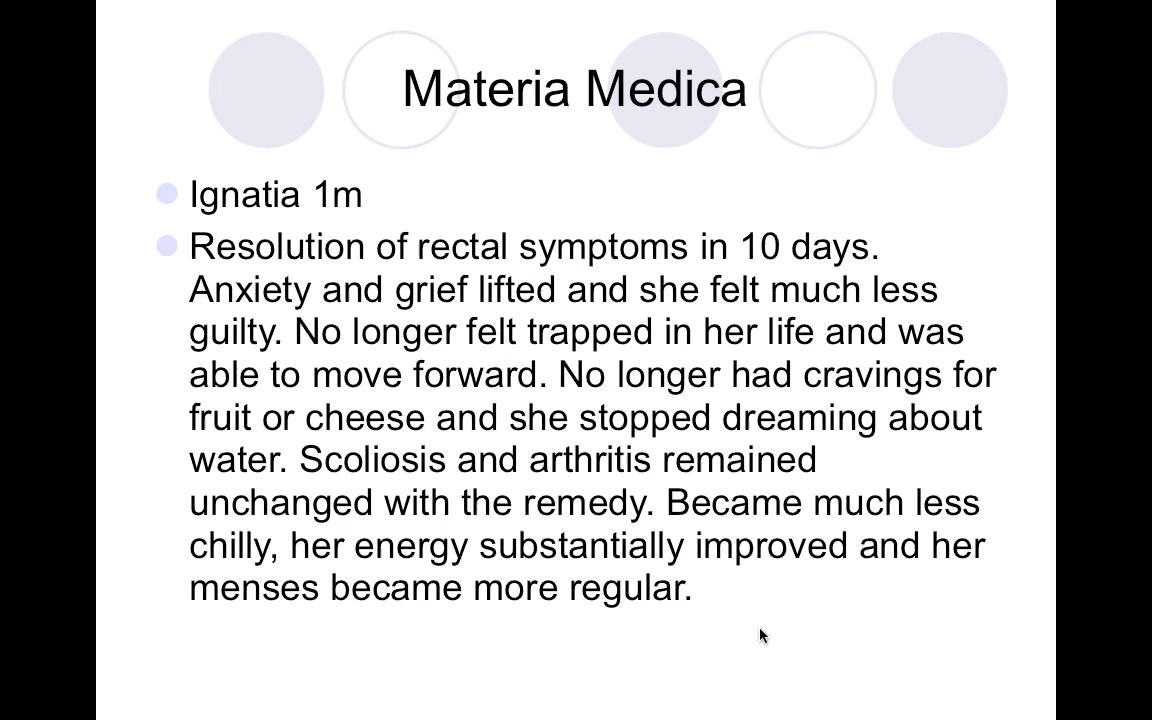 Materia Medica
Ignatia 1m
Resolution of rectal symptoms in 10 days.
Anxiety and grief lifted and she felt much less
guilty. No longer felt trapped in her life and was
able to move forward. No longer had cravings for
fruit or cheese and she stopped dreaming about
water. Scoliosis and arthritis remained
unchanged with the remedy. Became much less
chilly, her energy substantially improved and her
menses became more regular.